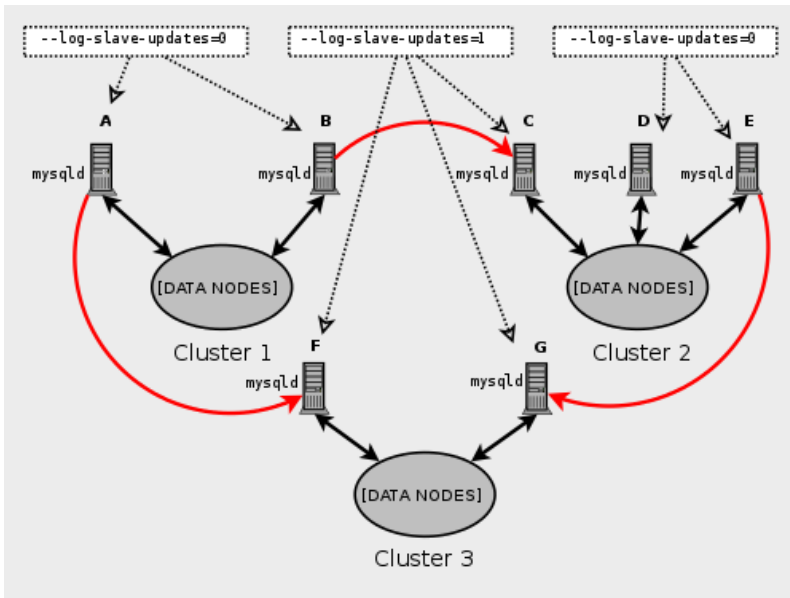 --log-slave-updates=0
--log-slave-updates=1
--log-slave-updates=0
A
B
C
D
E
mysqld
mysqld
mysqld
mysqld
mysqld
[DATA NODES]
[DATA NODES]
Cluster 1
Cluster 2
F
G
mysqld
mysqld
[DATA NODES]
Cluster 3